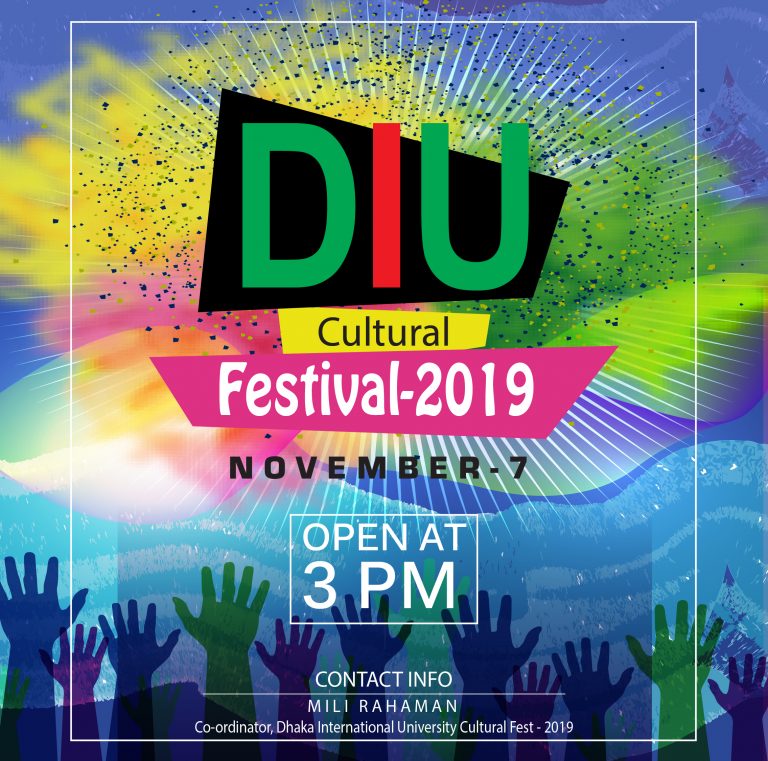 DIU
Cultural
Festival-2019
NOVEMBER-7
OPEN AT
3 PM
CONTACT INFO
MILI RAHAMAN
Co-ordinator, Dhaka International University Cultural Fest - 2019